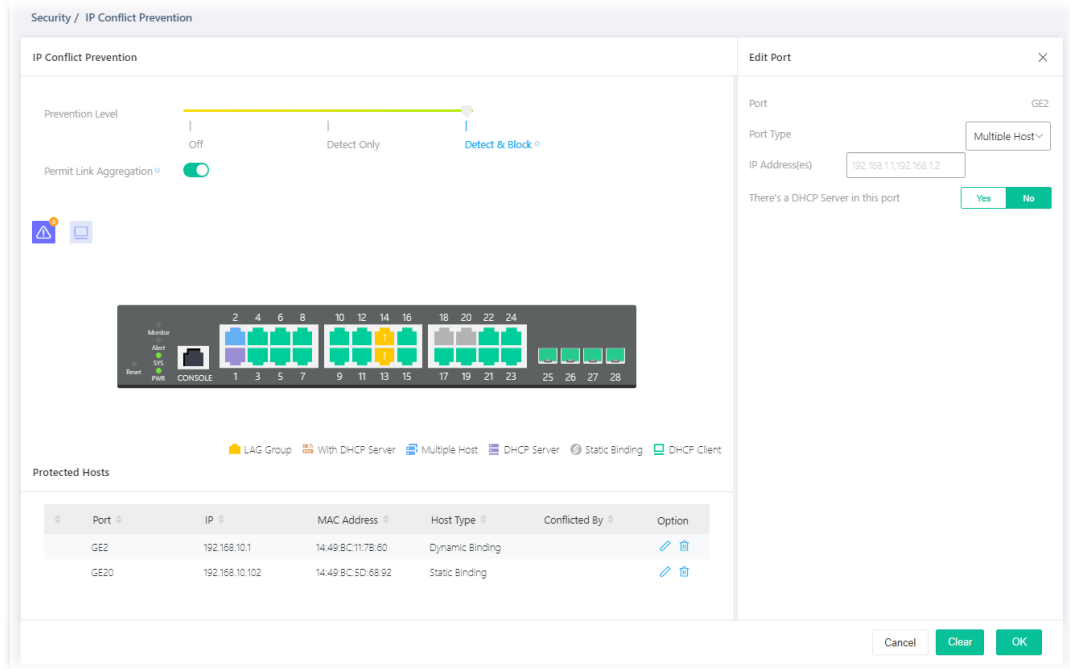 Security / IP Conflict Prevention
IP Conflict Prevention
Edit Port
Prevention Level
Off
Detect Only
Detect & Block
Permit Link Aggregation
Port
GE2
Port Type
Multiple Host
IP Address(es)
192.168.1.1,192.168.1.2
There's a DHCP Server in this port
Yes
No
2 4 6 8 10 12 14 16 18 20 22 24
Monitor
Alert
SYS
Reset
PWR
CONSOLE
1
1
1 3 5 7 9 11 13 15 17 19 21 23 25 26 27 28
LAG Group With DHCP Server Multiple Host DHCP Server Static Binding DHCP Client
Protected Hosts
Port IP MAC Address Host Type Conflicted By Option
GE2 192.168.10.1 14:49:BC:11:7B:60 Dynamic Binding
GE20 192.168.10.102 14:49:BC:5D:68:92 Static Binding
Cancel
Clear
OK